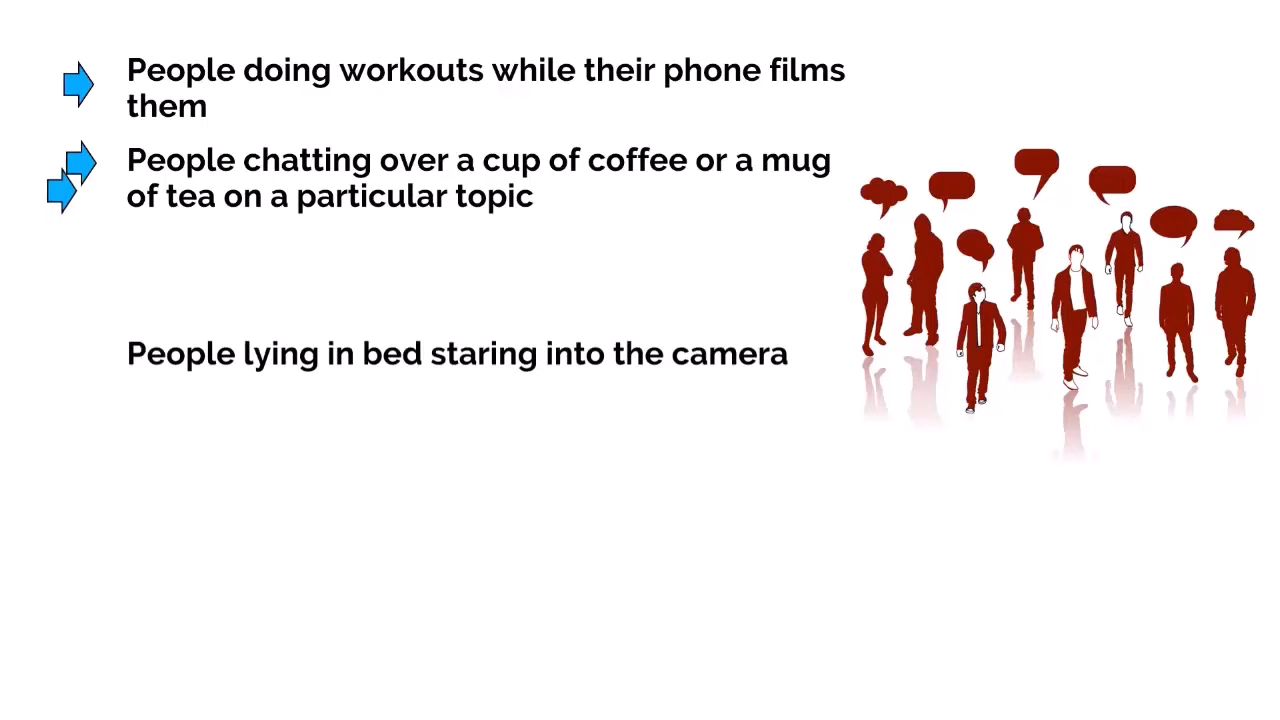 People doing workouts while their phone films
them
People chatting over a cup of coffee or a mug
of tea on a particular topic
People lying in bed staring into the camera